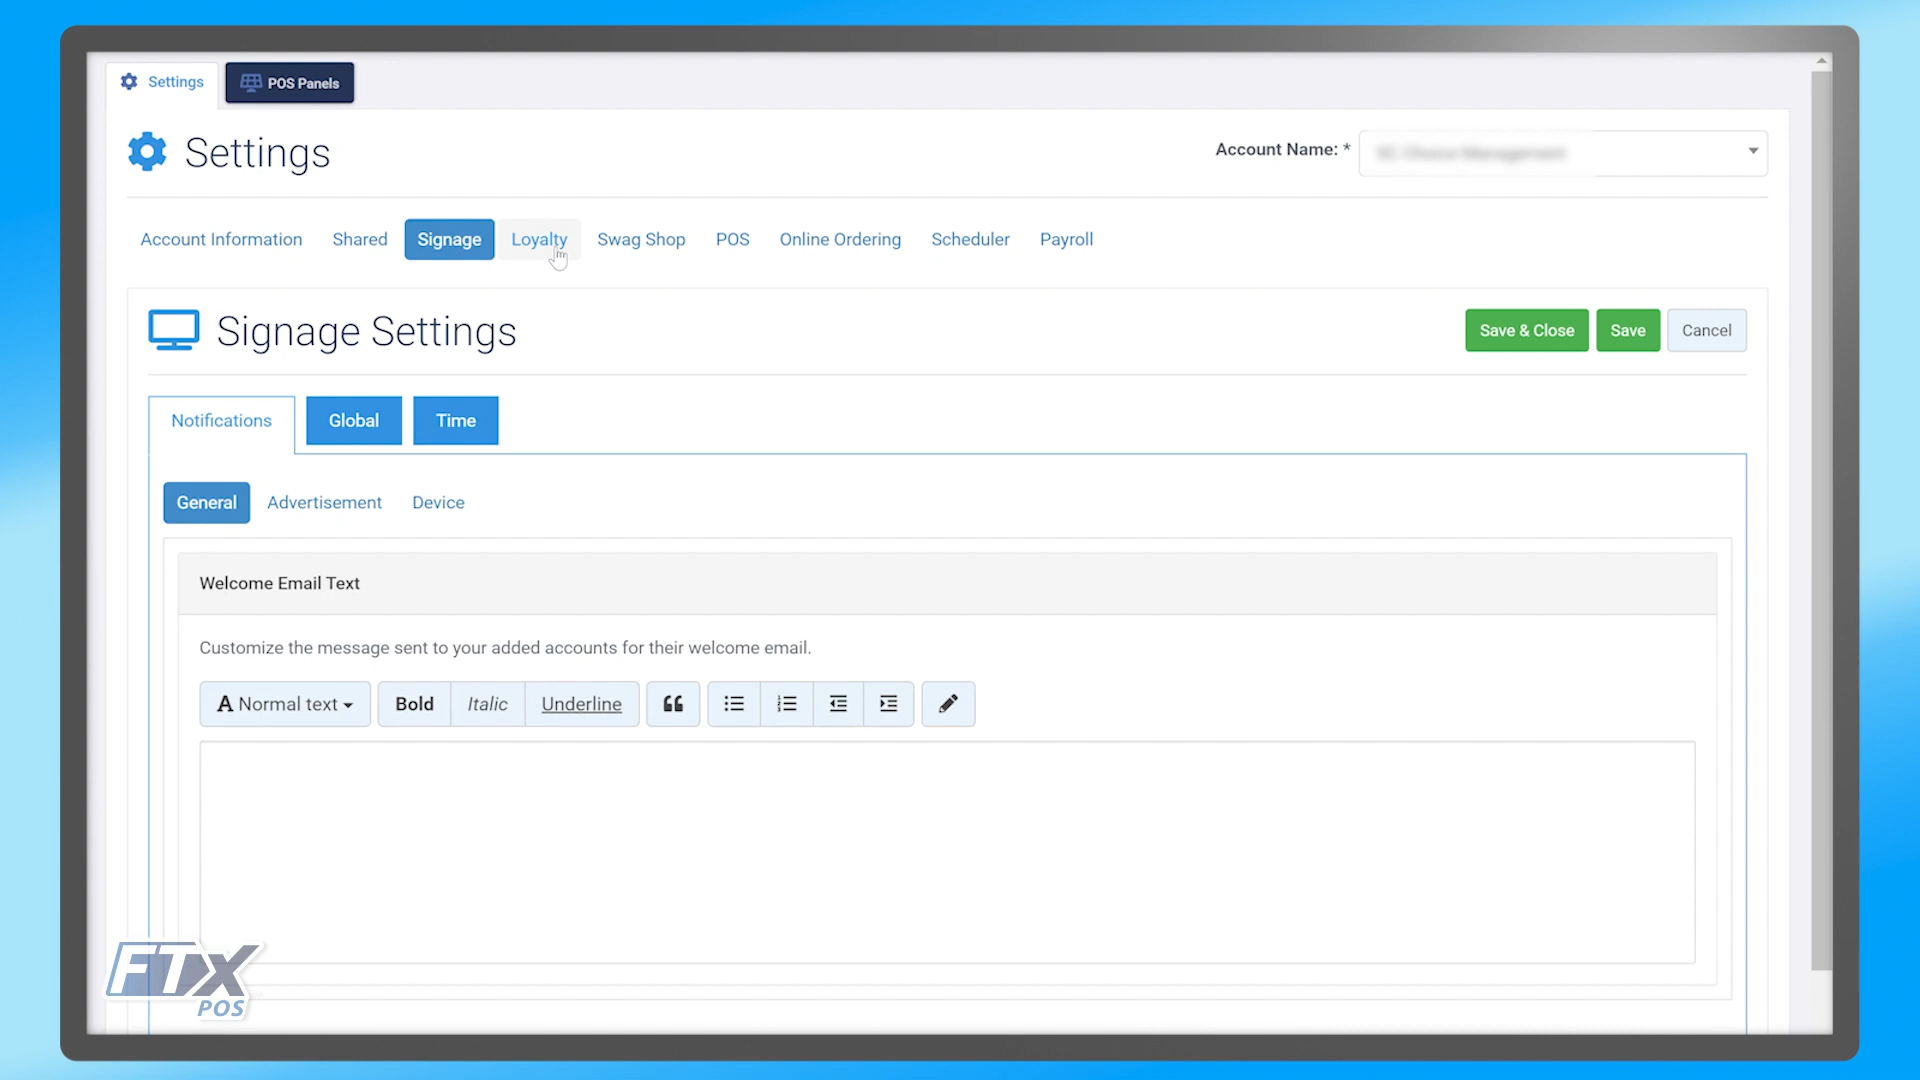 Settings
POS Panels
Settings
Account Name: *
Account Information
Shared
Signage
Loyalty
Swag Shop
POS
Online Ordering
Scheduler
Payroll
Signage Settings
Save & Close
Save
Cancel
Notifications
Global
Time
General
Advertisement
Device
Welcome Email Text
Customize the message sent to your added accounts for their welcome email.
A Normal text
Bold
Italic
Underline
FTX
POS